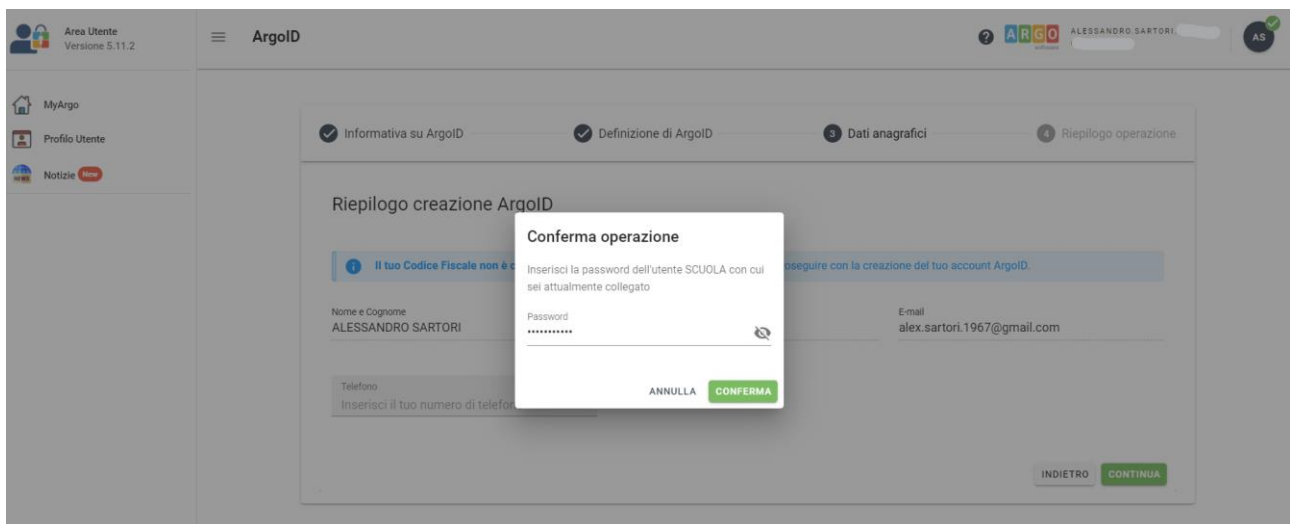 Area Utente
Versione 5.11.2
ArgoID
ARGO
software
ALESSANDRO.SARTORI.
AS
MyArgo
Profilo Utente
Notizie New
Informativa su ArgoID
Definizione di ArgoID
3 Dati anagrafici
4 Riepilogo operazione
Riepilogo creazione ArgoID
Il tuo Codice Fiscale non è
con la creazione del tuo account ArgoID.
Conferma operazione
Inserisci la password dell'utente SCUOLA con cui
sei attualmente collegato
Password
•••••••••••
ANNULLA CONFERMA
Nome e Cognome
ALESSANDRO SARTORI
E-mail
alex.sartori.1967@gmail.com
Telefono
Inserisci il tuo numero di
INDIETRO CONTINUA